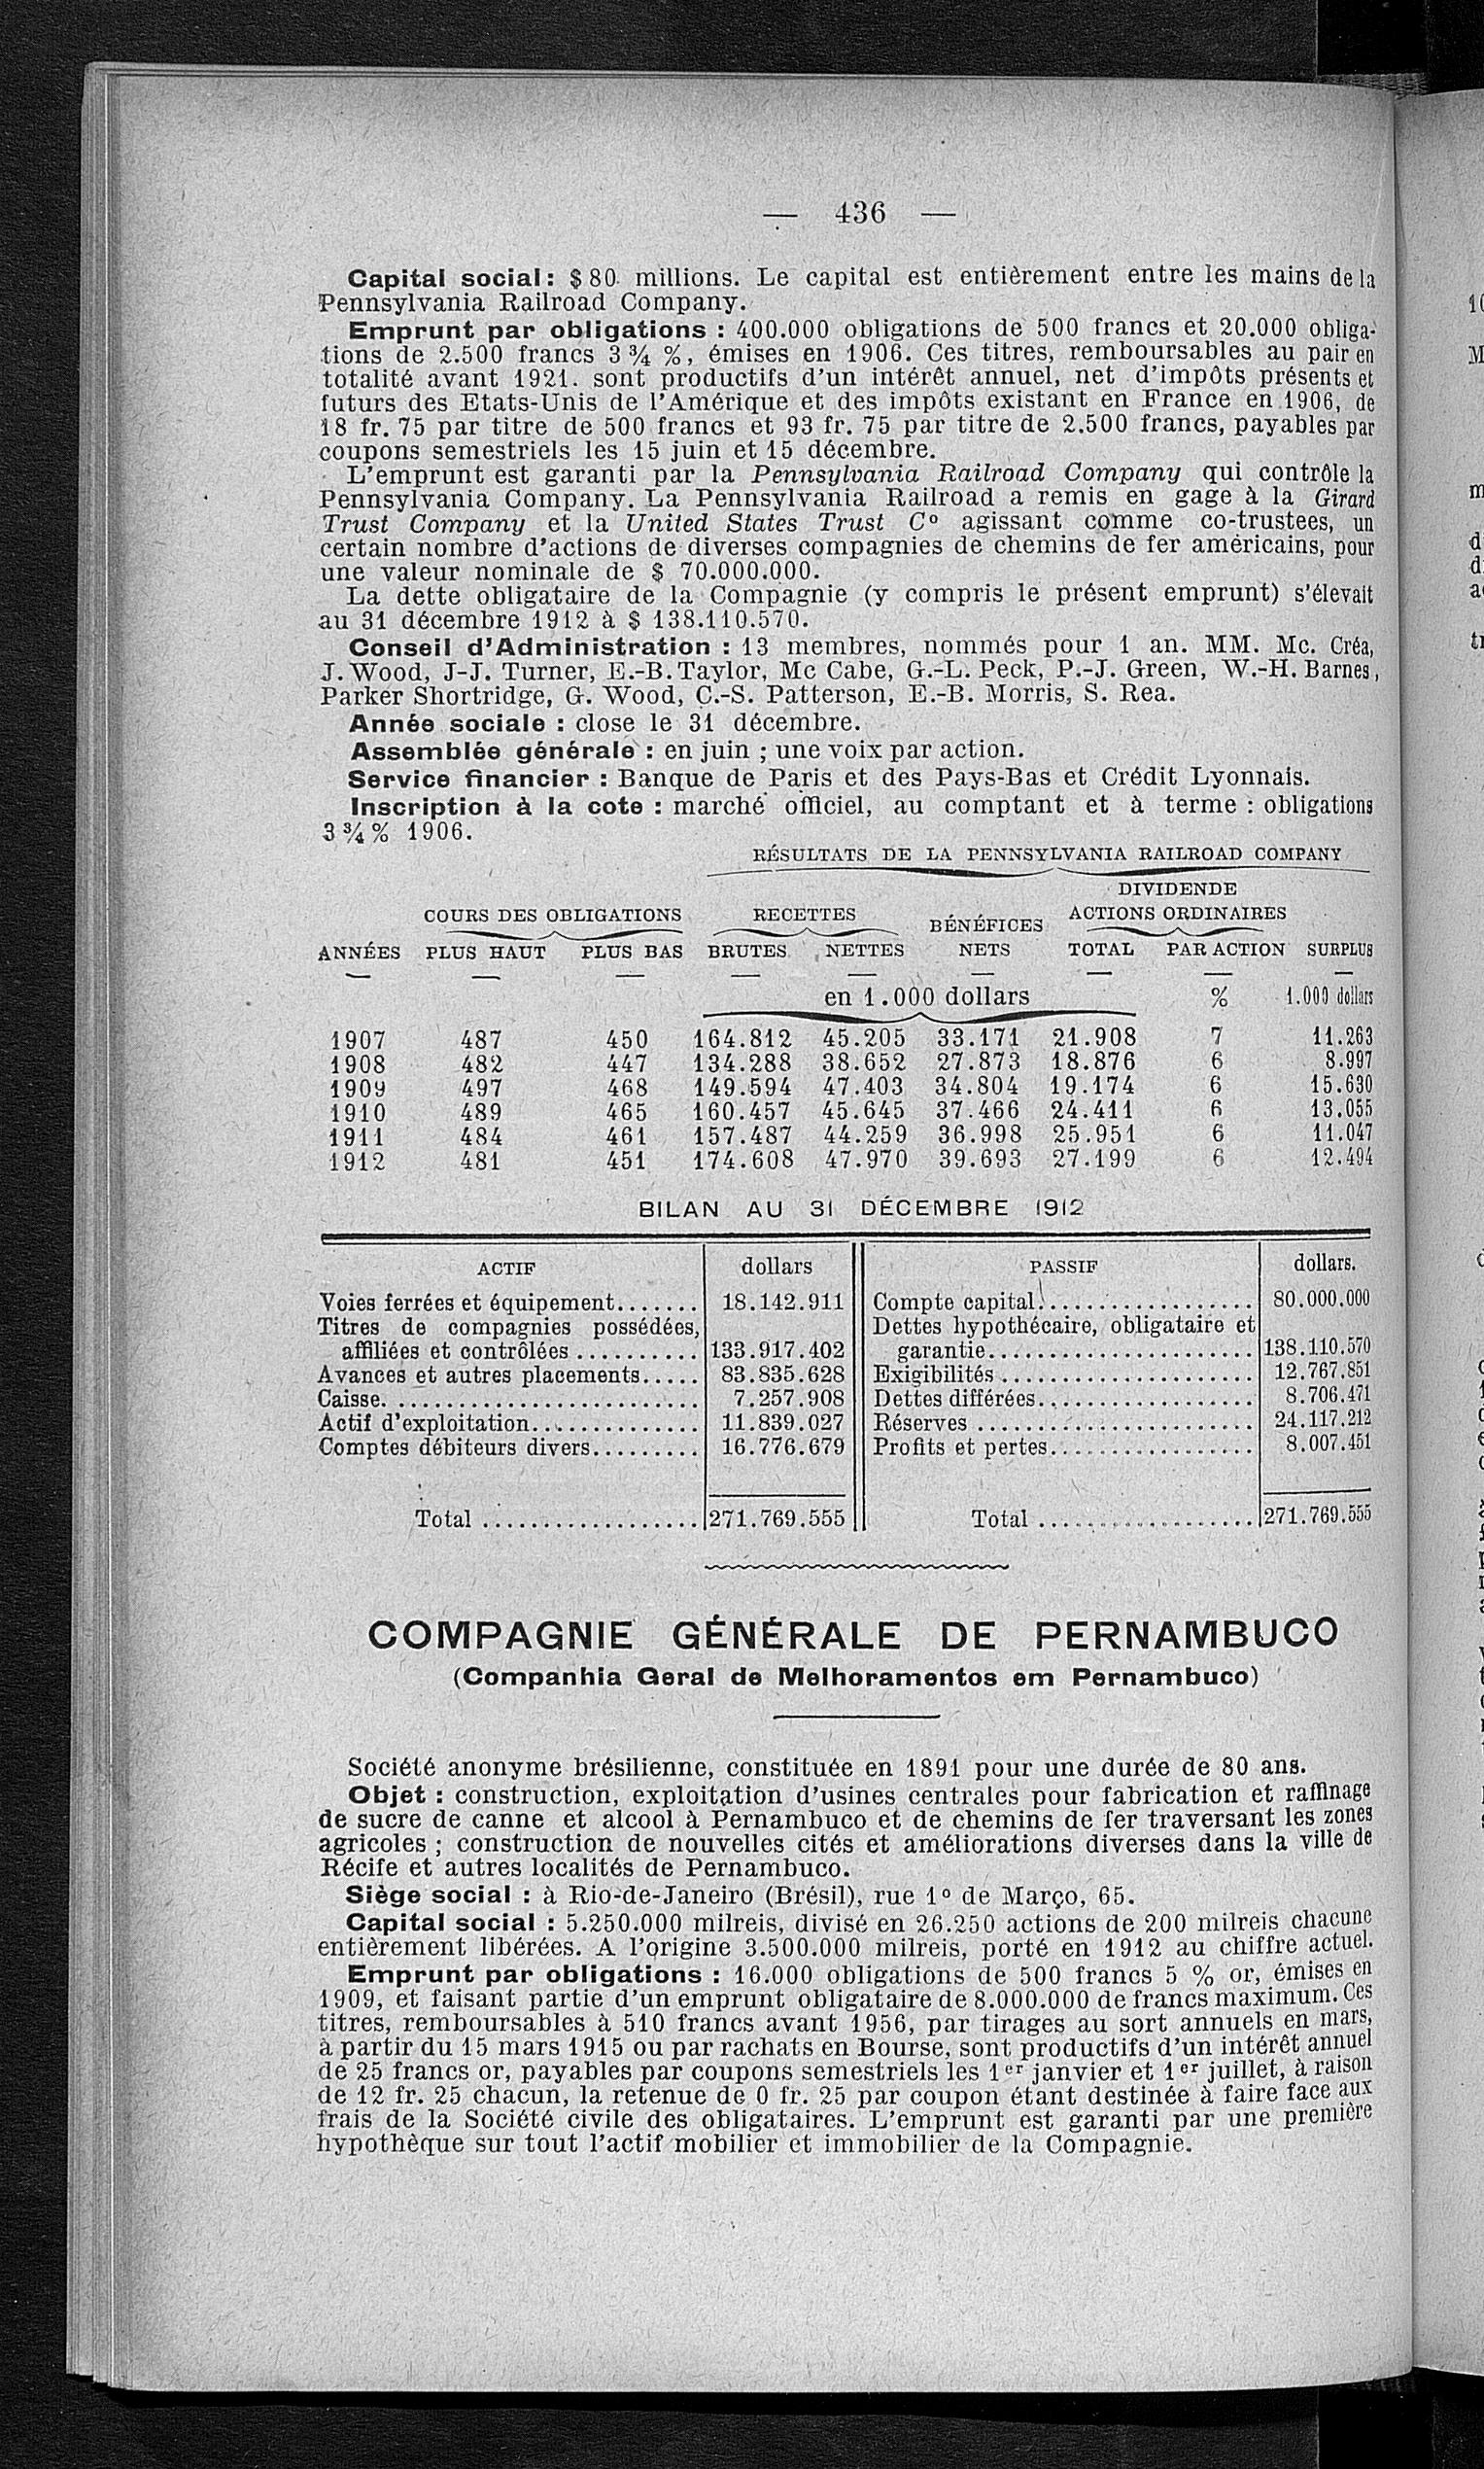 — 436 —
Capital social : $ 80 millions. Le capital est entièrement entre les mains de la
Pennsylvania Railroad Company.
Emprunt par obligations : 400.000 obligations de 500 francs et 20.000 obliga-
tions de 2.500 francs 3 ¾ %, émises en 1906. Ces titres, remboursables au pair en
totalité avant 1921. sont productifs d'un intérêt annuel, net d'impôts présents et
futurs des Etats-Unis de l'Amérique et des impôts existant en France en 1906, de
18 fr. 75 par titre de 500 francs et 93 fr. 75 par titre de 2.500 francs, payables par
coupons semestriels les 15 juin et 15 décembre.
L'emprunt est garanti par la Pennsylvania Railroad Company qui contrôle la
Pennsylvania Company. La Pennsylvania Railroad a remis en gage à la Girard
Trust Company et la United States Trust Cº agissant comme co-trustees, un
certain nombre d'actions de diverses compagnies de chemins de fer américains, pour
une valeur nominale de $ 70.000.000.
La dette obligataire de la Compagnie (y compris le présent emprunt) s'élevait
au 31 décembre 1912 à $ 138.110.570.
Conseil d'Administration : 13 membres, nommés pour 1 an. MM. Mc. Créa,
J. Wood, J-J. Turner, E.-B. Taylor, Mc Cabe, G.-L. Peck, P.-J. Green, W.-H. Barnes,
Parker Shortridge, G. Wood, C.-S. Patterson, E.-B. Morris, S. Rea.
Année sociale : close le 31 décembre.
Assemblée générale : en juin ; une voix par action.
Service financier : Banque de Paris et des Pays-Bas et Crédit Lyonnais.
Inscription à la cote : marché officiel, au comptant et à terme : obligations
3 ¾ % 1906.
RÉSULTATS DE LA PENNSYLVANIA RAILROAD COMPANY
DIVIDENDE
COURS DES OBLIGATIONS RECETTES BÉNÉFICES ACTIONS ORDINAIRES
ANNÉES PLUS HAUT PLUS BAS BRUTES NETTES NETS TOTAL PAR ACTION SURPLUS
en 1.000 dollars % 1.000 dollars
1907 487 450 164.812 45.205 33.171 21.908 7 11.263
1908 482 447 134.288 38.652 27.873 18.876 6 8.997
1909 497 468 149.594 47.403 34.804 19.174 6 15.630
1910 489 465 160.457 45.645 37.466 24.411 6 13.055
1911 484 461 157.487 44.259 36.998 25.951 6 11.047
1912 481 451 174.608 47.970 39.693 27.199 6 12.494
BILAN AU 31 DÉCEMBRE 1912
ACTIF dollars PASSIF dollars.
Voies ferrées et équipement....... 18.142.911 Compte capital.................. 80.000.000
Titres de compagnies possédées, Dettes hypothécaire, obligataire et
affiliées et contrôlées .......... 133.917.402 garantie...................... 138.110.570
Avances et autres placements..... 83.835.628 Exigibilités ..................... 12.767.851
Caisse. ......................... 7.257.908 Dettes différées.................. 8.706.471
Actif d'exploitation.............. 11.839.027 Réserves ....................... 24.117.212
Comptes débiteurs divers......... 16.776.679 Profits et pertes................. 8.007.451
Total .................. 271.769.555 Total .................. 271.769.555
COMPAGNIE GÉNÉRALE DE PERNAMBUCO
(Companhia Geral de Melhoramentos em Pernambuco)
Société anonyme brésilienne, constituée en 1891 pour une durée de 80 ans.
Objet : construction, exploitation d'usines centrales pour fabrication et raffinage
de sucre de canne et alcool à Pernambuco et de chemins de fer traversant les zones
agricoles ; construction de nouvelles cités et améliorations diverses dans la ville de
Récife et autres localités de Pernambuco.
Siège social : à Rio-de-Janeiro (Brésil), rue 1º de Março, 65.
Capital social : 5.250.000 milreis, divisé en 26.250 actions de 200 milreis chacune
entièrement libérées. A l'origine 3.500.000 milreis, porté en 1912 au chiffre actuel.
Emprunt par obligations : 16.000 obligations de 500 francs 5 % or, émises en
1909, et faisant partie d'un emprunt obligataire de 8.000.000 de francs maximum. Ces
titres, remboursables à 510 francs avant 1956, par tirages au sort annuels en mars,
à partir du 15 mars 1915 ou par rachats en Bourse, sont productifs d'un intérêt annuel
de 25 francs or, payables par coupons semestriels les 1er janvier et 1er juillet, à raison
de 12 fr. 25 chacun, la retenue de 0 fr. 25 par coupon étant destinée à faire face aux
frais de la Société civile des obligataires. L'emprunt est garanti par une première
hypothèque sur tout l'actif mobilier et immobilier de la Compagnie.